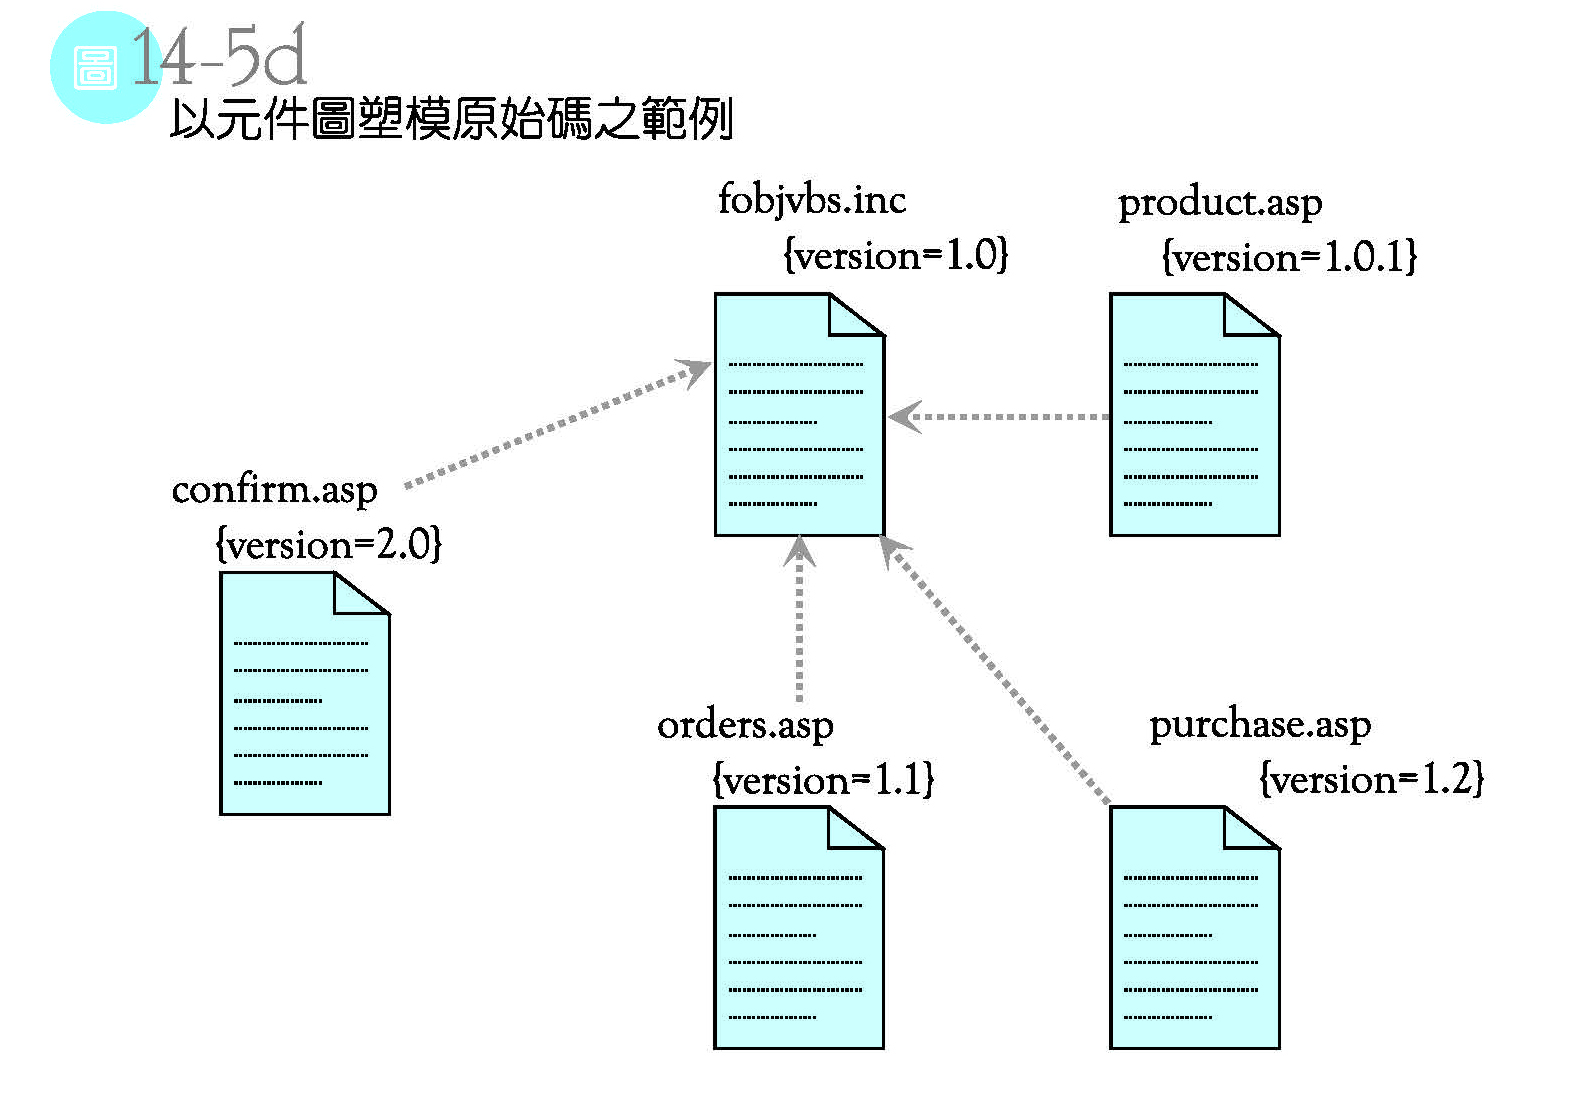 圖 14-5d
以元件圖塑模原始碼之範例
fobjvbs.inc
{version=1.0}
product.asp
{version=1.0.1}
confirm.asp
{version=2.0}
orders.asp
{version=1.1}
purchase.asp
{version=1.2}